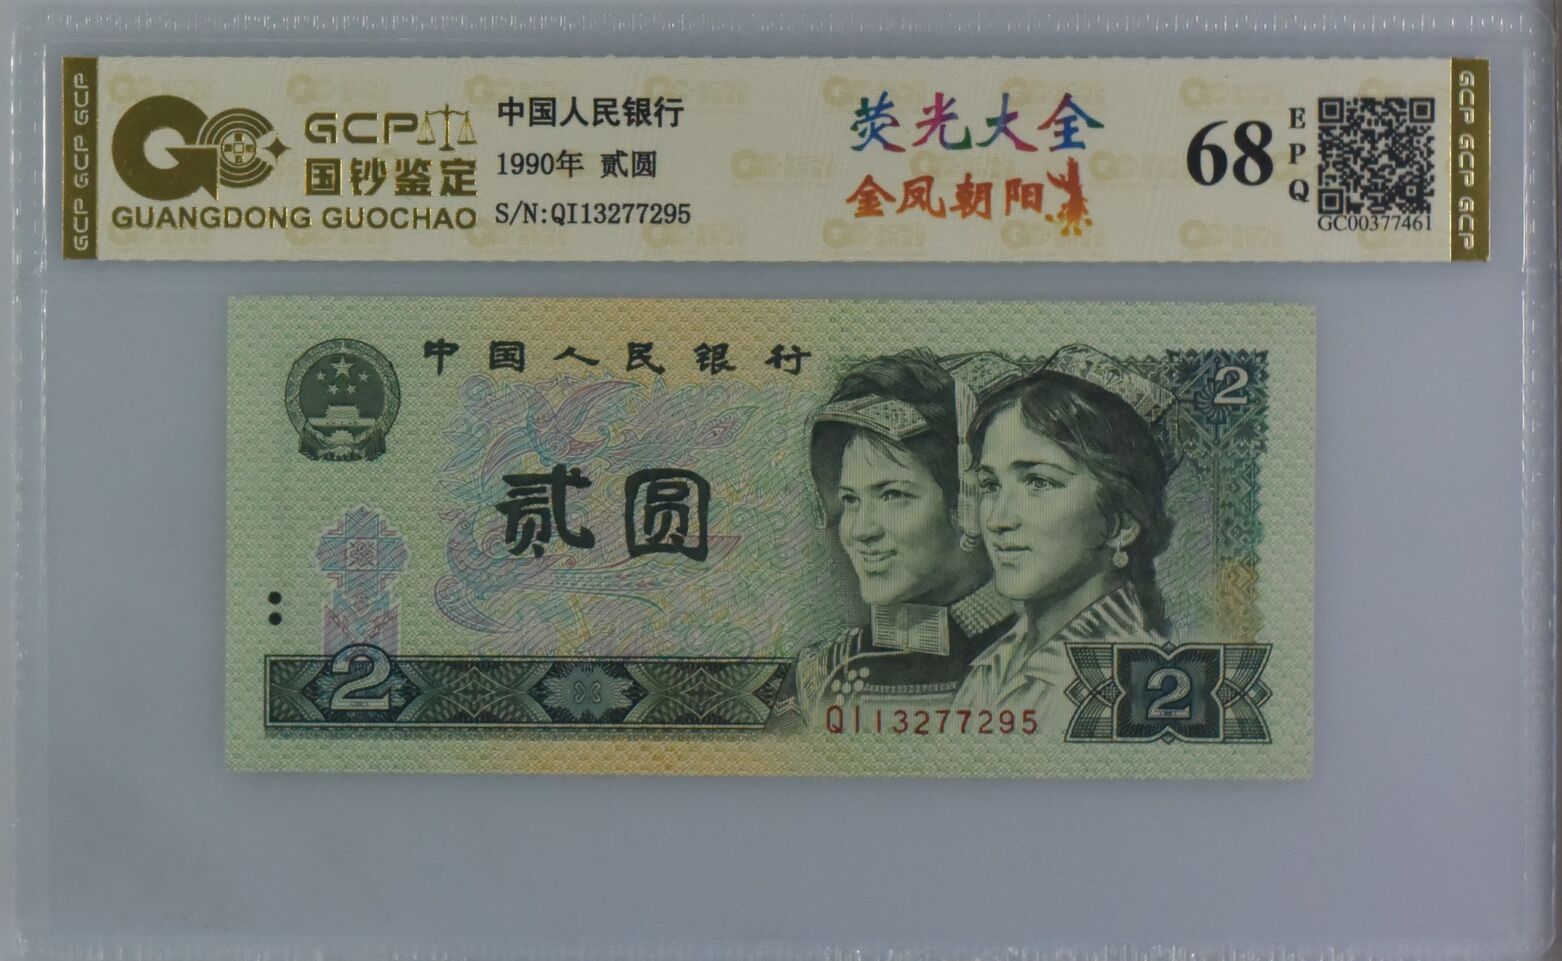 GCP GCP GCP
GCP
国钞鉴定
GUANGDONG GUOCHAO
中国人民银行
1990年 贰圆
S/N:QI13277295
荧光大全
金凤朝阳
68
EPQ
GC00377461
GCP GCP GCP
中国人民银行
2
贰圆
2
2
QI13277295